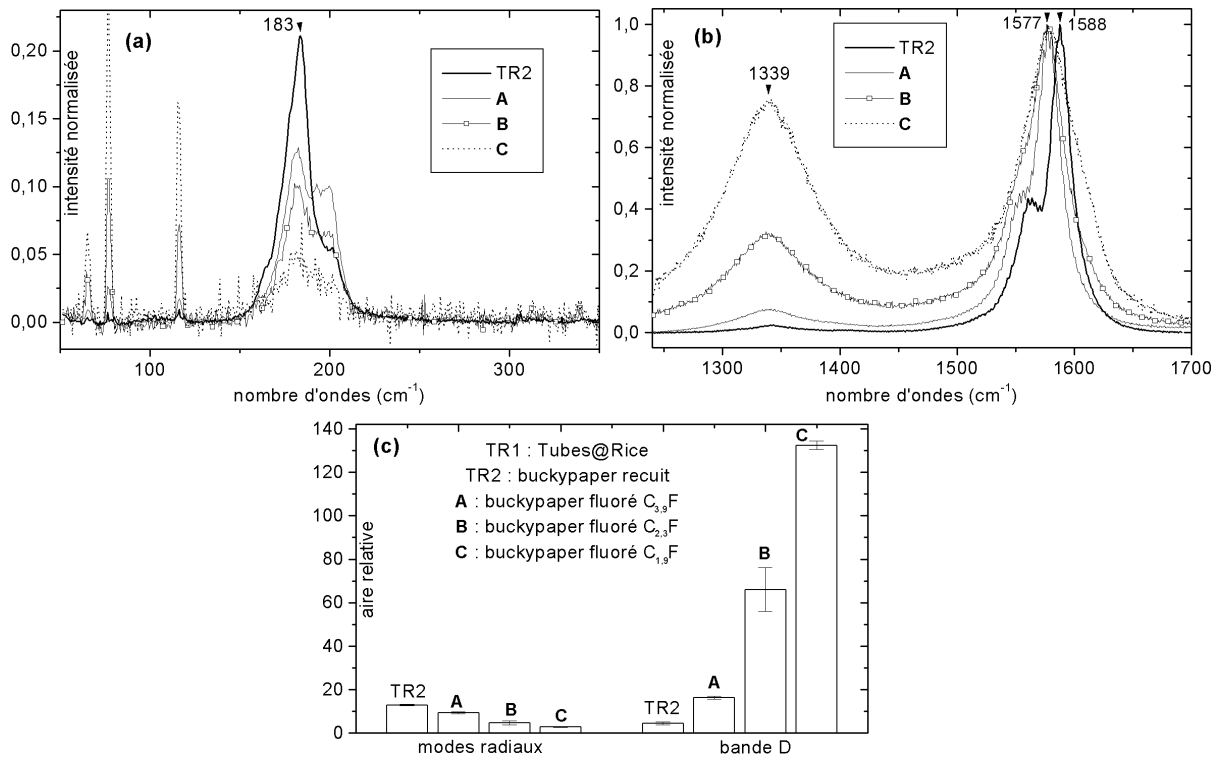 183
(a)
0,20
0,15
0,10
0,05
0,00
intensité normalisée
TR2
A
B
C
100
200
300
nombre d'ondes (cm-1)
1577
1588
(b)
1339
1,0
0,8
0,6
0,4
0,2
0,0
intensité normalisée
TR2
A
B
C
1300
1400
1500
1600
1700
nombre d'ondes (cm-1)
(c)
TR1 : Tubes@Rice
TR2 : buckypaper recuit
A : buckypaper fluoré C3,9F
B : buckypaper fluoré C2,3F
C : buckypaper fluoré C1,9F
140
120
100
80
60
40
20
0
aire relative
TR2
A
B
C
TR2
A
B
C
modes radiaux
bande D